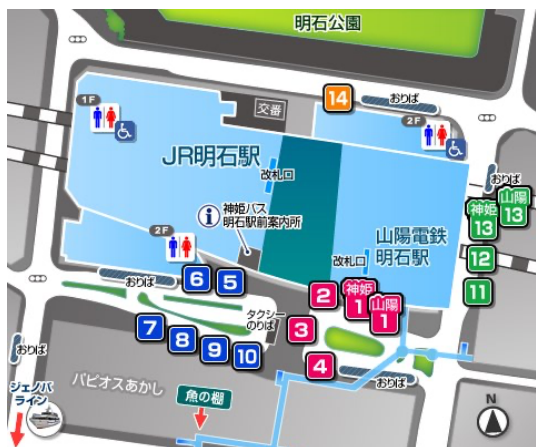 明石公園
14
おりば
1F
交番
2F
JR明石駅
改札口
おりば
神姫
13
山陽
13
神姫バス
明石駅前案内所
山陽電鉄
明石駅
2F
改札口
12
おりば
6
5
2
神姫
1
山陽
1
11
タクシー
のりば
3
7
8
9
10
4
おりば
おりば
パピオスあかし
魚の棚
ジェノバ
ライン
N